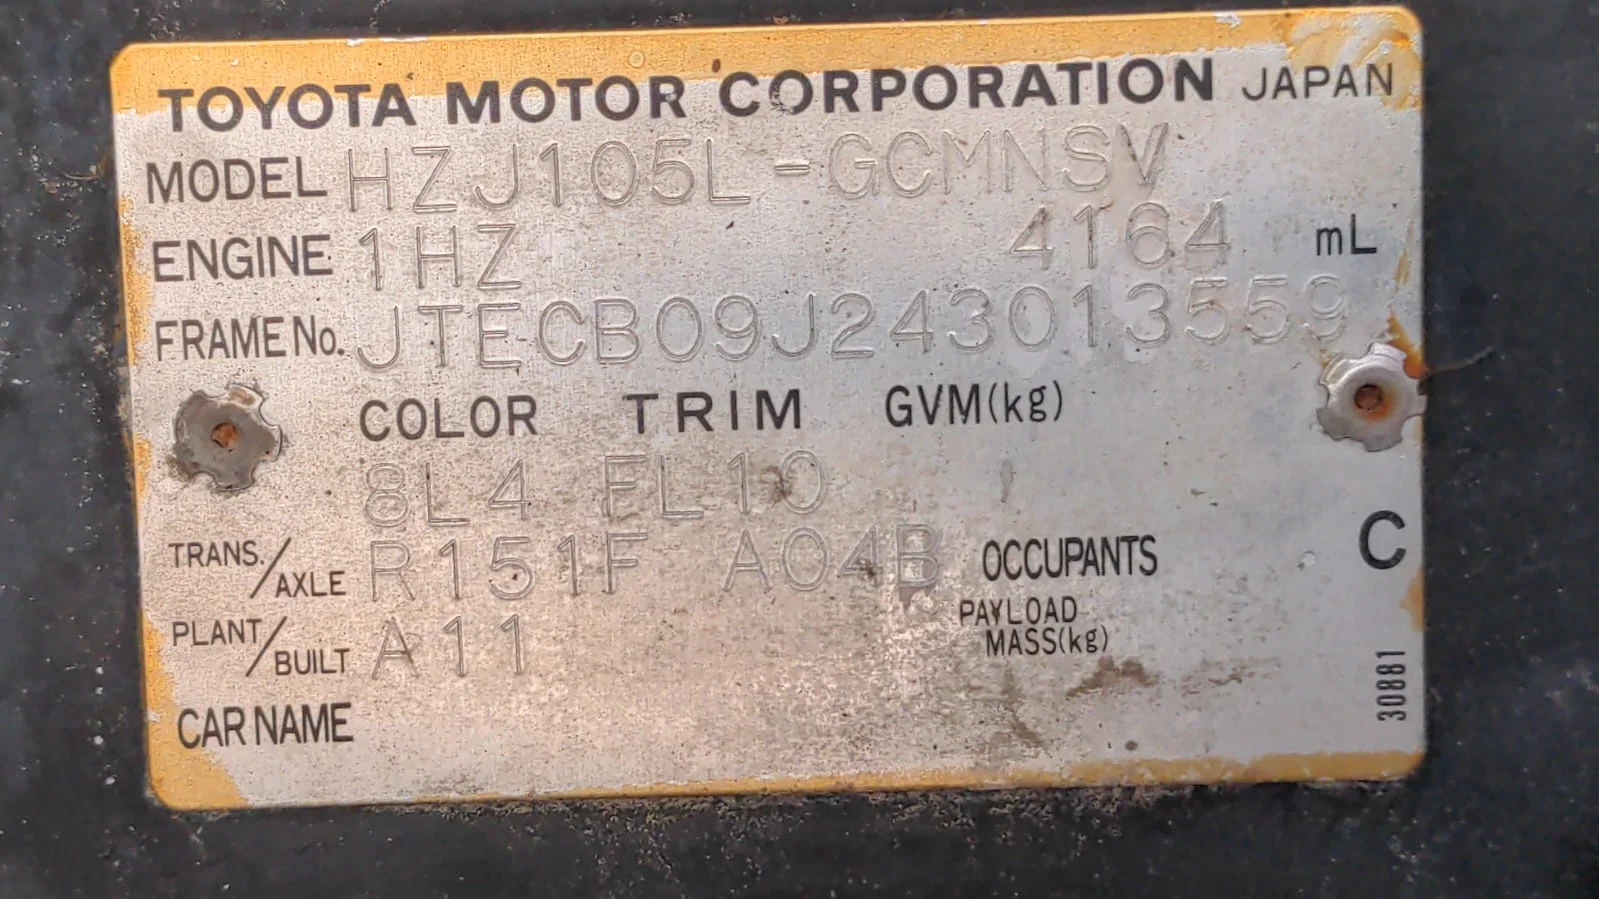 TOYOTA MOTOR CORPORATION JAPAN
MODEL HZJ105L-GCMNSV
ENGINE 1HZ 4164 mL
FRAME No. JTECB09J243013559
COLOR TRIM GVM(kg)
8L4 FL10
TRANS./AXLE R151F A04B OCCUPANTS C
PLANT/BUILT A11 PAYLOAD MASS(kg)
CAR NAME 30881